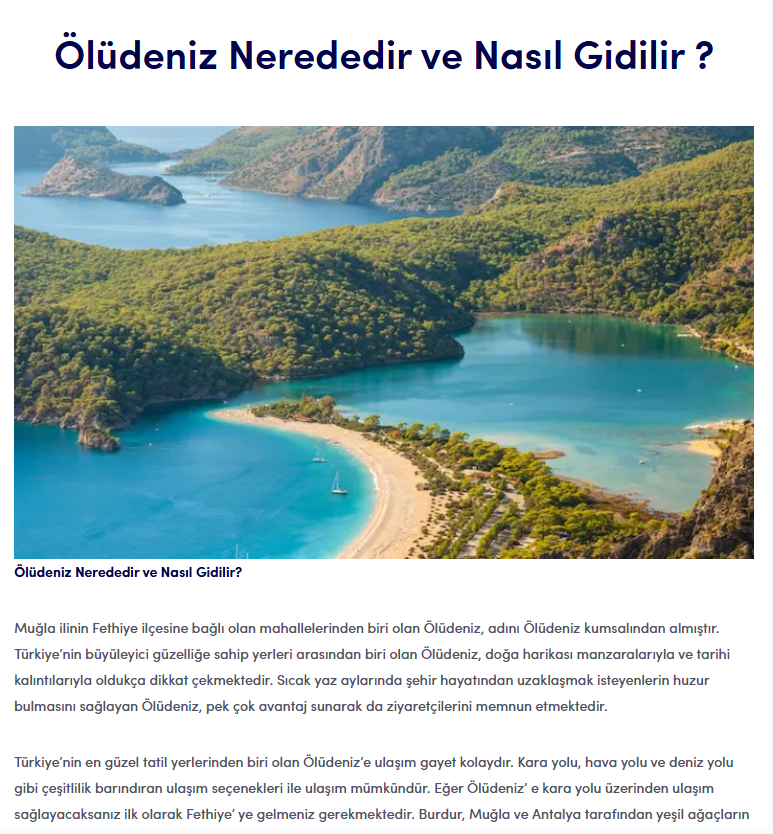 Ölüdeniz Nerededir ve Nasıl Gidilir ?
Ölüdeniz Nerededir ve Nasıl Gidilir?
Muğla ilinin Fethiye ilçesine bağlı olan mahallelerinden biri olan Ölüdeniz, adını Ölüdeniz kumsalından almıştır.
Türkiye’nin büyüleyici güzelliğe sahip yerleri arasından biri olan Ölüdeniz, doğa harikası manzaralarıyla ve tarihi
kalıntılarıyla oldukça dikkat çekmektedir. Sıcak yaz aylarında şehir hayatından uzaklaşmak isteyenlerin huzur
bulmasını sağlayan Ölüdeniz, pek çok avantaj sunarak da ziyaretçilerini memnun etmektedir.
Türkiye’nin en güzel tatil yerlerinden biri olan Ölüdeniz’e ulaşım gayet kolaydır. Kara yolu, hava yolu ve deniz yolu
gibi çeşitlilik barındıran ulaşım seçenekleri ile ulaşım mümkündür. Eğer Ölüdeniz’ e kara yolu üzerinden ulaşım
sağlayacaksanız ilk olarak Fethiye’ ye gelmeniz gerekmektedir. Burdur, Muğla ve Antalya tarafından yeşil ağaçların